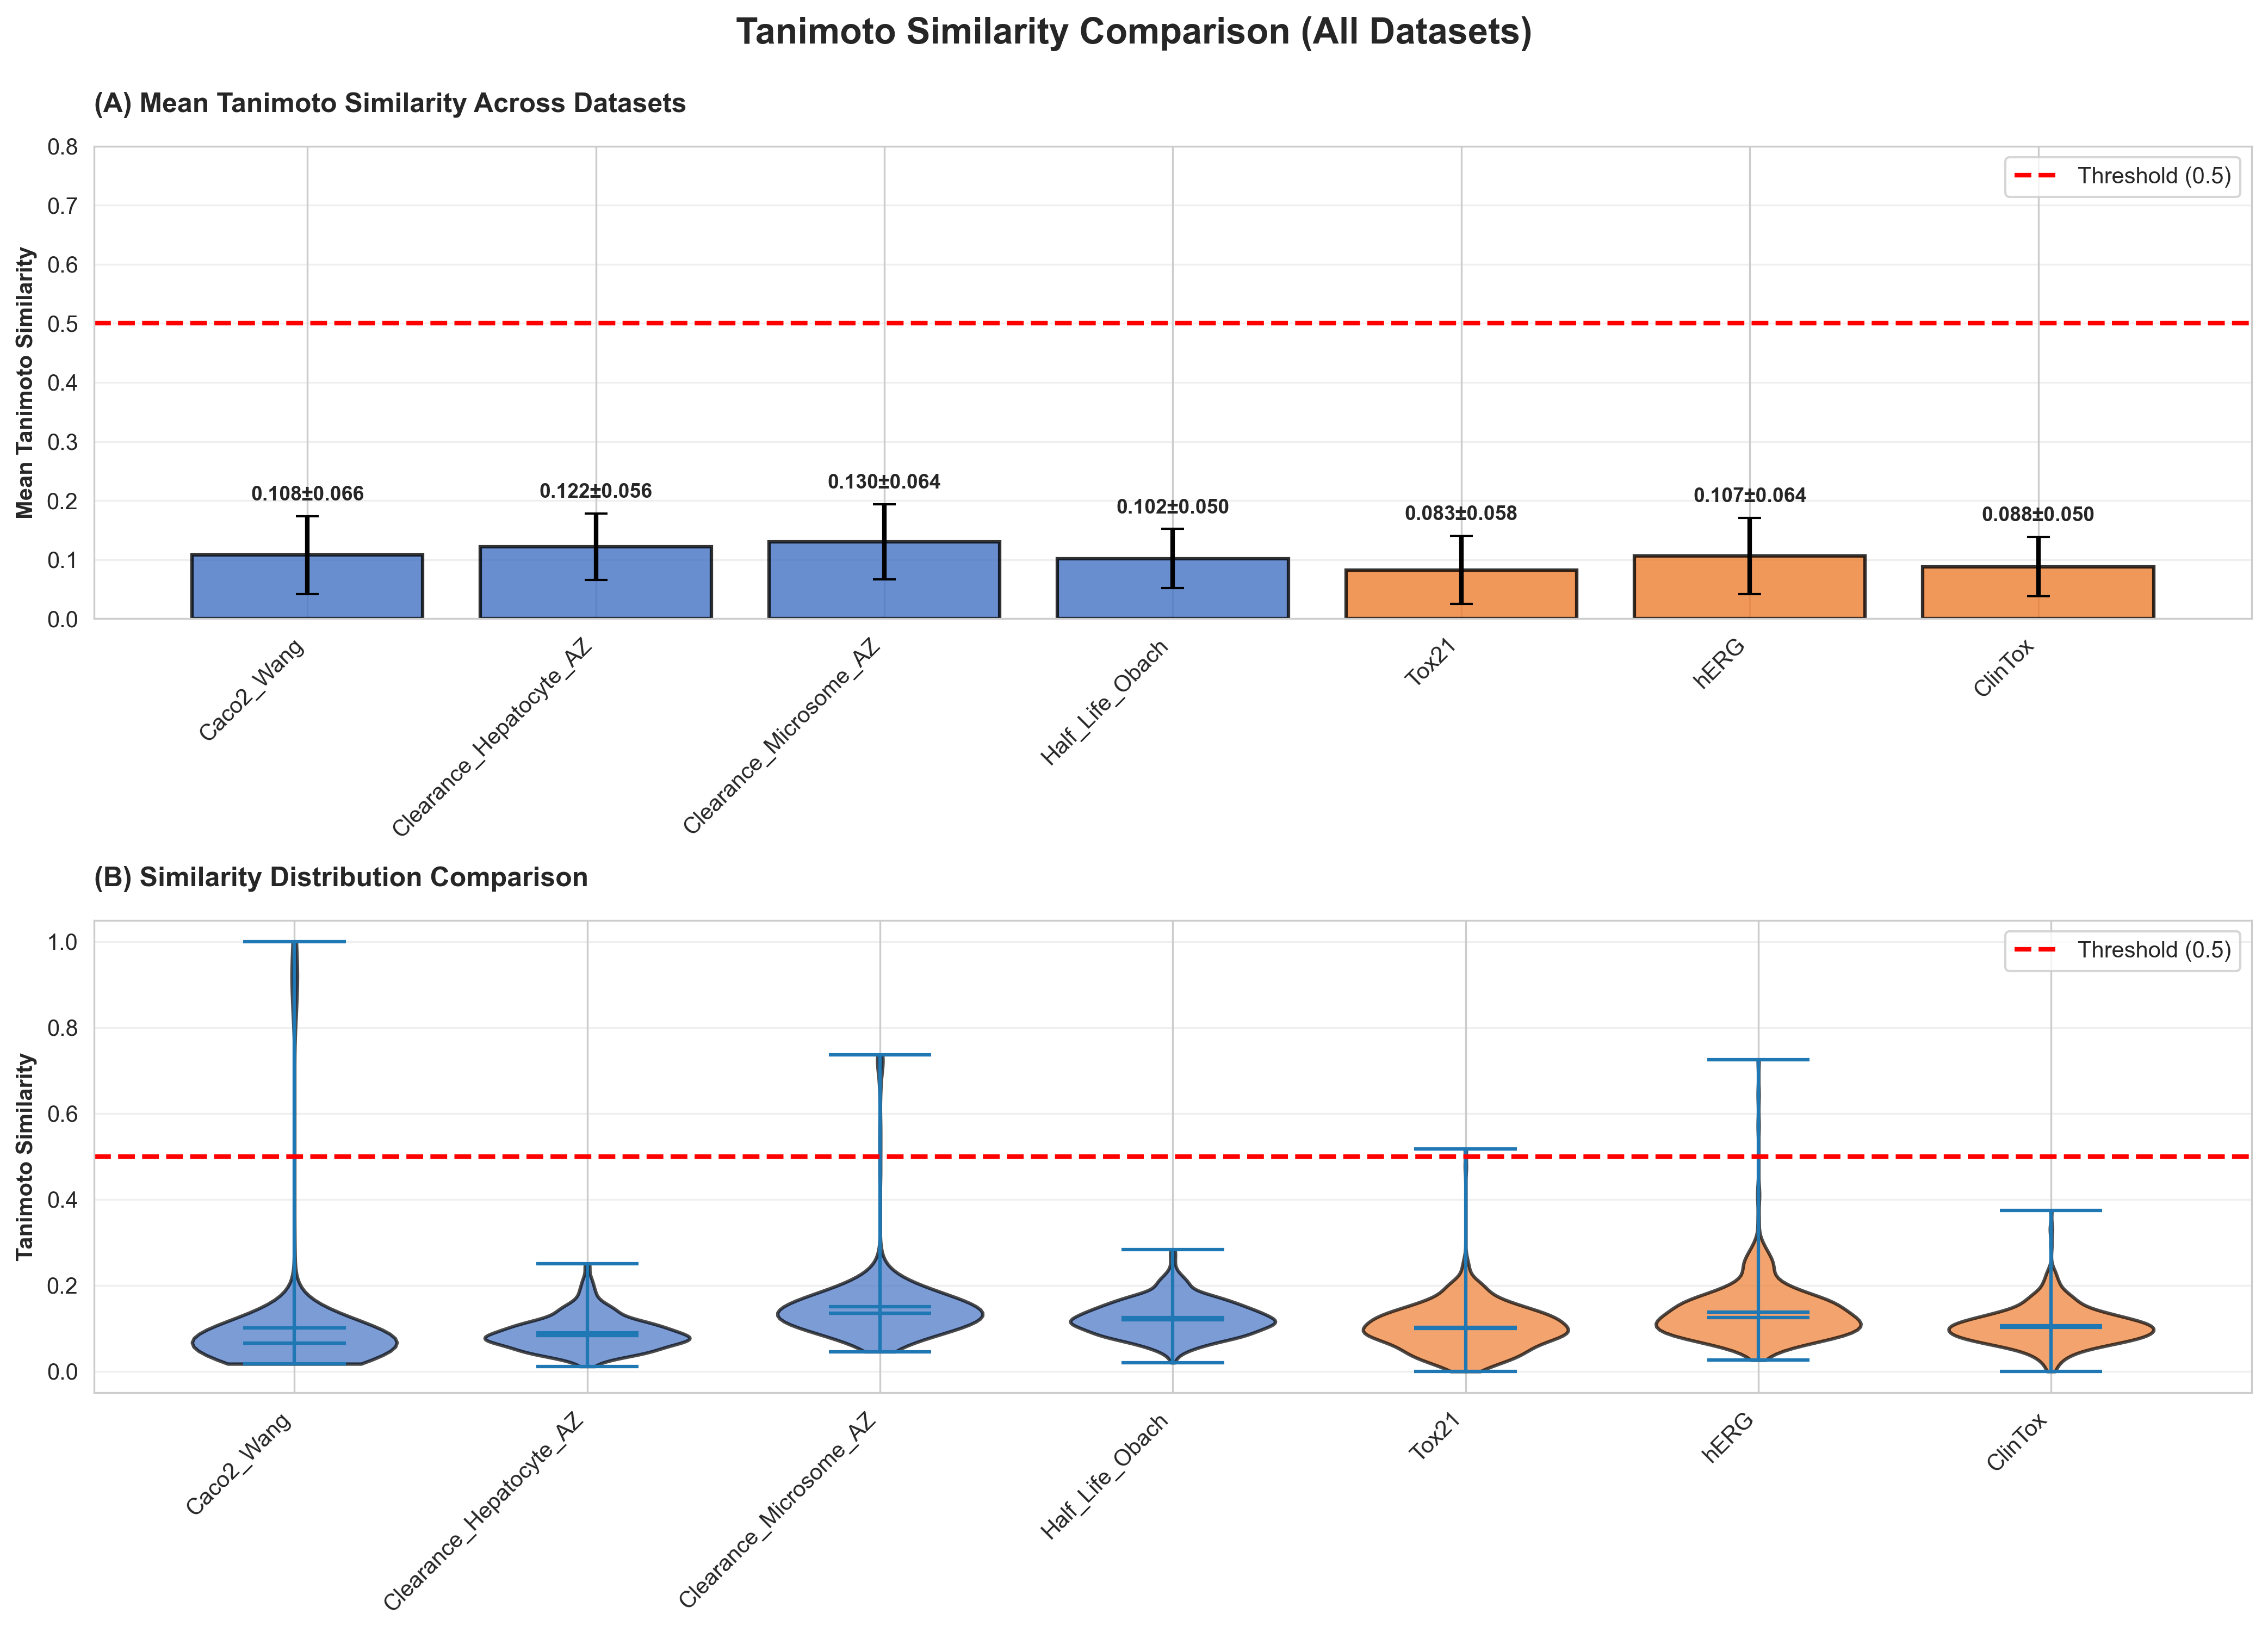 Tanimoto Similarity Comparison (All Datasets)
(A) Mean Tanimoto Similarity Across Datasets
Mean Tanimoto Similarity
0.8
0.7
0.6
0.5
0.4
0.3
0.2
0.1
0.0
Threshold (0.5)
0.108±0.066
0.122±0.056
0.130±0.064
0.102±0.050
0.083±0.058
0.107±0.064
0.088±0.050
Caco2_Wang
Clearance_Hepatocyte_AZ
Clearance_Microsome_AZ
Half_Life_Obach
Tox21
hERG
ClinTox
(B) Similarity Distribution Comparison
Tanimoto Similarity
1.0
0.8
0.6
0.4
0.2
0.0
Threshold (0.5)
Caco2_Wang
Clearance_Hepatocyte_AZ
Clearance_Microsome_AZ
Half_Life_Obach
Tox21
hERG
ClinTox